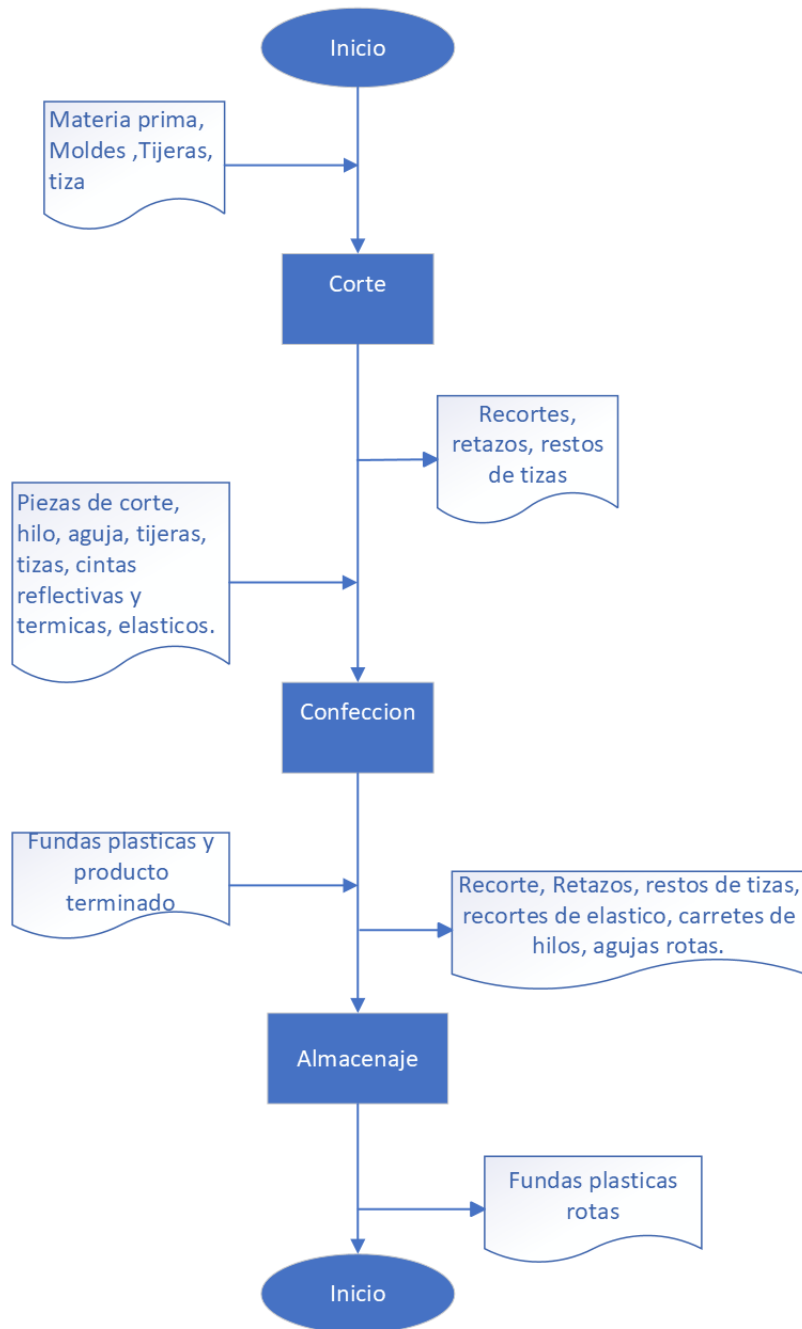 Inicio
Materia prima,
Moldes ,Tijeras,
tiza
Corte
Recortes,
retazos, restos
de tizas
Piezas de corte,
hilo, aguja, tijeras,
tizas, cintas
reflectivas y
termicas, elasticos.
Confeccion
Fundas plasticas y
producto
terminado
Recorte, Retazos, restos de tizas,
recortes de elastico, carretes de
hilos, agujas rotas.
Almacenaje
Fundas plasticas
rotas
Inicio